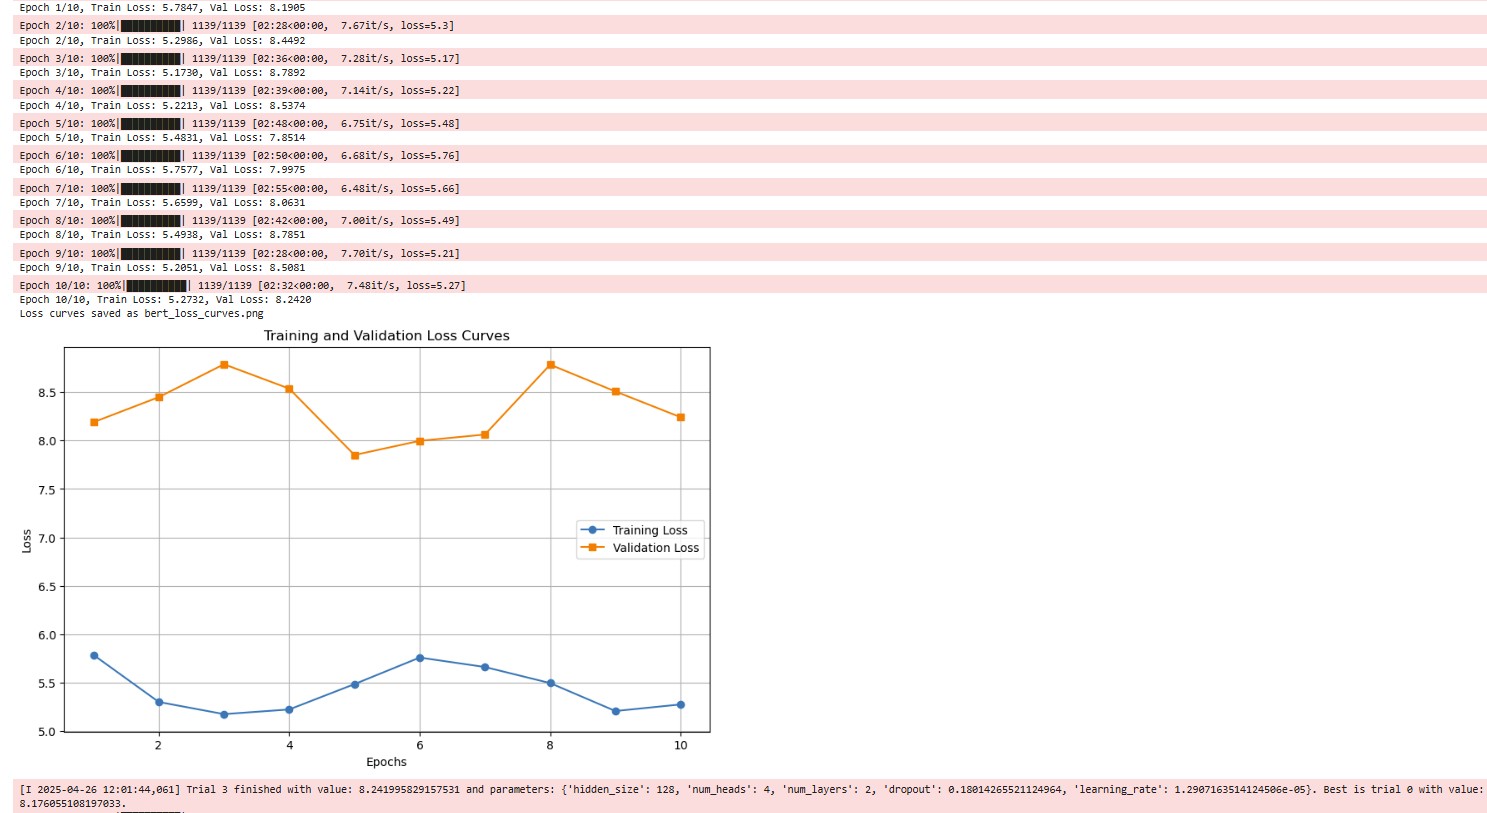 Epoch 1/10, Train Loss: 5.7847, Val Loss: 8.1905
Epoch 2/10: 100%|██████████| 1139/1139 [02:28<00:00,  7.67it/s, loss=5.3]
Epoch 2/10, Train Loss: 5.2986, Val Loss: 8.4492
Epoch 3/10: 100%|██████████| 1139/1139 [02:36<00:00,  7.28it/s, loss=5.17]
Epoch 3/10, Train Loss: 5.1730, Val Loss: 8.7892
Epoch 4/10: 100%|██████████| 1139/1139 [02:39<00:00,  7.14it/s, loss=5.22]
Epoch 4/10, Train Loss: 5.2213, Val Loss: 8.5374
Epoch 5/10: 100%|██████████| 1139/1139 [02:48<00:00,  6.75it/s, loss=5.48]
Epoch 5/10, Train Loss: 5.4831, Val Loss: 7.8514
Epoch 6/10: 100%|██████████| 1139/1139 [02:50<00:00,  6.68it/s, loss=5.76]
Epoch 6/10, Train Loss: 5.7577, Val Loss: 7.9975
Epoch 7/10: 100%|██████████| 1139/1139 [02:55<00:00,  6.48it/s, loss=5.66]
Epoch 7/10, Train Loss: 5.6599, Val Loss: 8.0631
Epoch 8/10: 100%|██████████| 1139/1139 [02:42<00:00,  7.00it/s, loss=5.49]
Epoch 8/10, Train Loss: 5.4938, Val Loss: 8.7851
Epoch 9/10: 100%|██████████| 1139/1139 [02:28<00:00,  7.70it/s, loss=5.21]
Epoch 9/10, Train Loss: 5.2051, Val Loss: 8.5081
Epoch 10/10: 100%|██████████| 1139/1139 [02:32<00:00,  7.48it/s, loss=5.27]
Epoch 10/10, Train Loss: 5.2732, Val Loss: 8.2420
Loss curves saved as bert_loss_curves.png
Training and Validation Loss Curves
8.5
8.0
7.5
7.0
6.5
6.0
5.5
5.0
Loss
Training Loss
Validation Loss
2 4 6 8 10
Epochs
[I 2025-04-26 12:01:44,061] Trial 3 finished with value: 8.241995829157531 and parameters: {'hidden_size': 128, 'num_heads': 4, 'num_layers': 2, 'dropout': 0.18014265521124964, 'learning_rate': 1.2907163514124506e-05}. Best is trial 0 with value:
8.176055108197033.